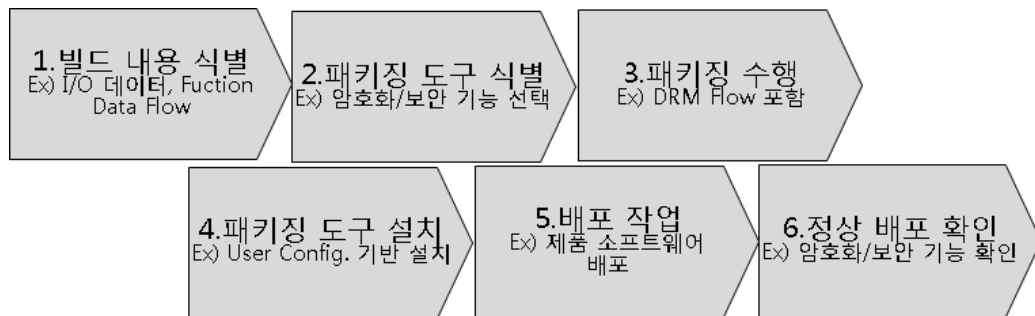 1.빌드 내용 식별
Ex) I/O 데이터, Fuction
Data Flow
2.패키징 도구 식별
Ex) 암호화/보안 기능 선택
3.패키징 수행
Ex) DRM Flow 포함
4.패키징 도구 설치
Ex) User Config. 기반 설치
5.배포 작업
Ex) 제품 소프트웨어
배포
6.정상 배포 확인
Ex) 암호화/보안 기능 확인